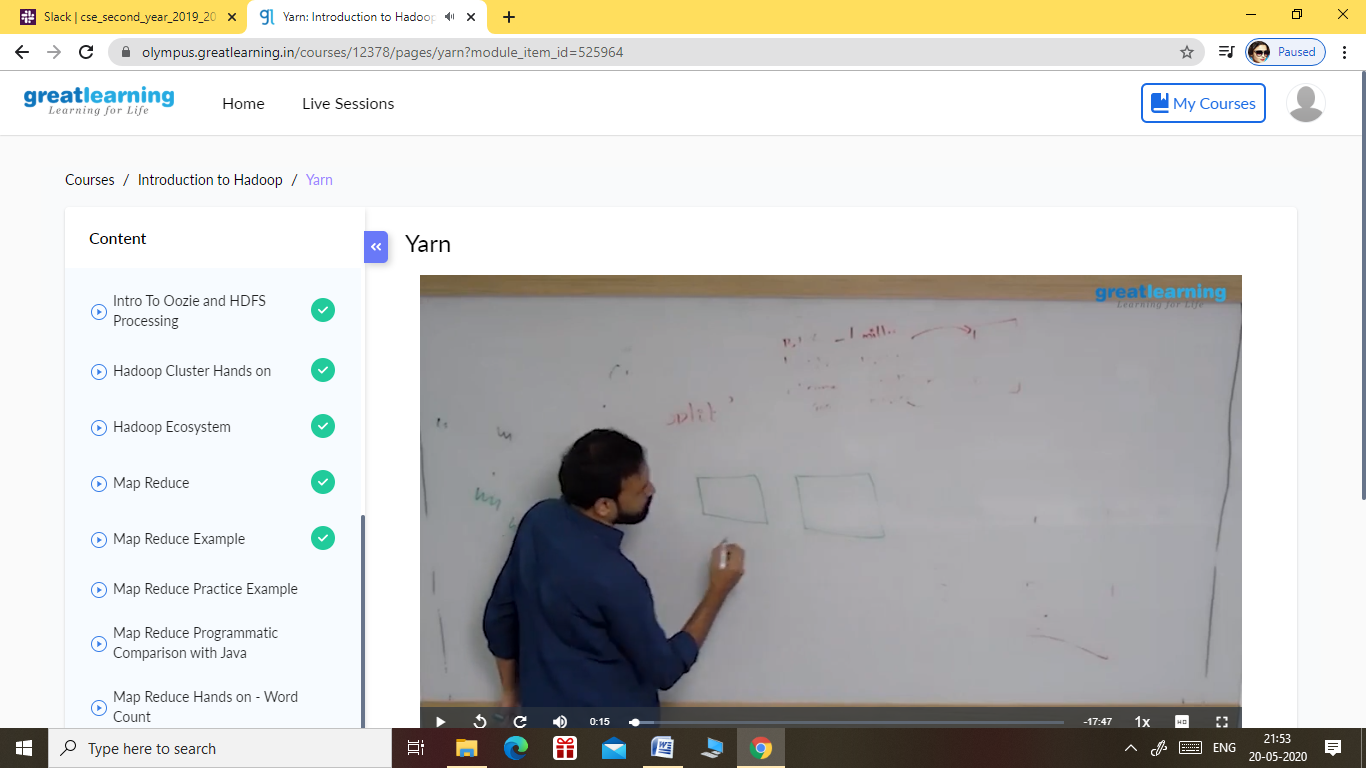 Slack | cse_second_year_2019_20
Yarn: Introduction to Hadoop
olympus.greatlearning.in/courses/12378/pages/yarn?module_item_id=525964
Paused
greatlearning
Learning for Life
Home
Live Sessions
My Courses
Courses / Introduction to Hadoop / Yarn
Content
Intro To Oozie and HDFS
Processing
Hadoop Cluster Hands on
Hadoop Ecosystem
Map Reduce
Map Reduce Example
Map Reduce Practice Example
Map Reduce Programmatic
Comparison with Java
Map Reduce Hands on - Word
Count
Yarn
greatlearning
Learning for Life
0:15
-17:47
1x
HD
Type here to search
ENG
21:53
20-05-2020